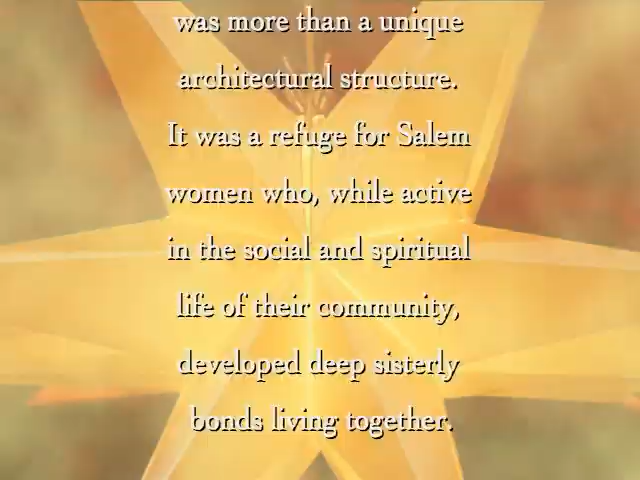 was more than a unique
architectural structure.
It was a refuge for Salem
women who, while active
in the social and spiritual
life of their community,
developed deep sisterly
bonds living together.